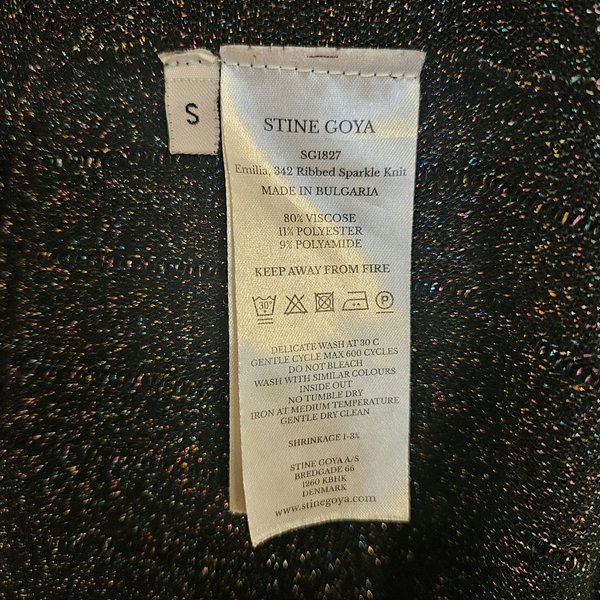 S
STINE GOYA
SG1827
Emilia, 342 Ribbed Sparkle Knit
MADE IN BULGARIA
80% VISCOSE
11% POLYESTER
9% POLYAMIDE
KEEP AWAY FROM FIRE
30° P
DELICATE WASH AT 30 C
GENTLE CYCLE MAX 600 CYCLES
DO NOT BLEACH
WASH WITH SIMILAR COLOURS
INSIDE OUT
NO TUMBLE DRY
IRON AT MEDIUM TEMPERATURE
GENTLE DRY CLEAN
SHRINKAGE 1-3%
STINE GOYA A/S
BREDGADE 66
1260 KBHK
DENMARK
www.stinegoya.com